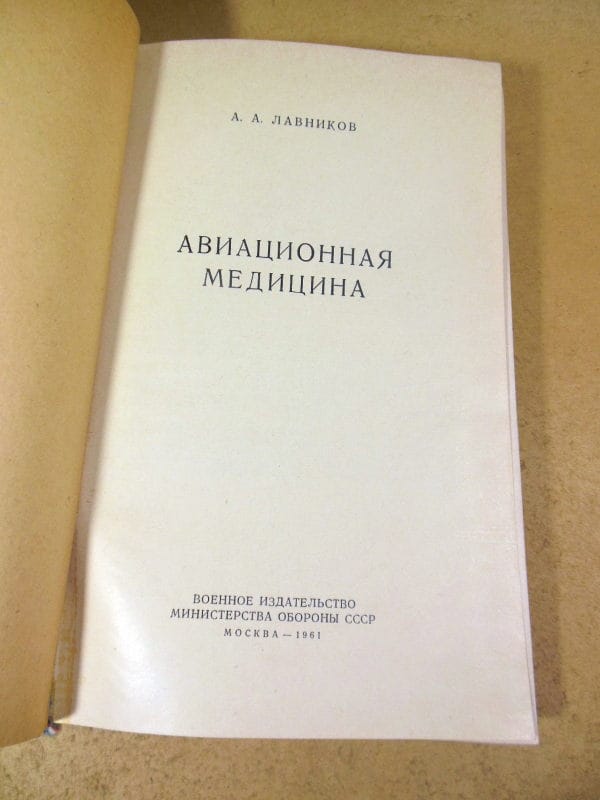 А. А. ЛАВНИКОВ
АВИАЦИОННАЯ
МЕДИЦИНА
ВОЕННОЕ ИЗДАТЕЛЬСТВО
МИНИСТЕРСТВА ОБОРОНЫ СССР
МОСКВА — 1961